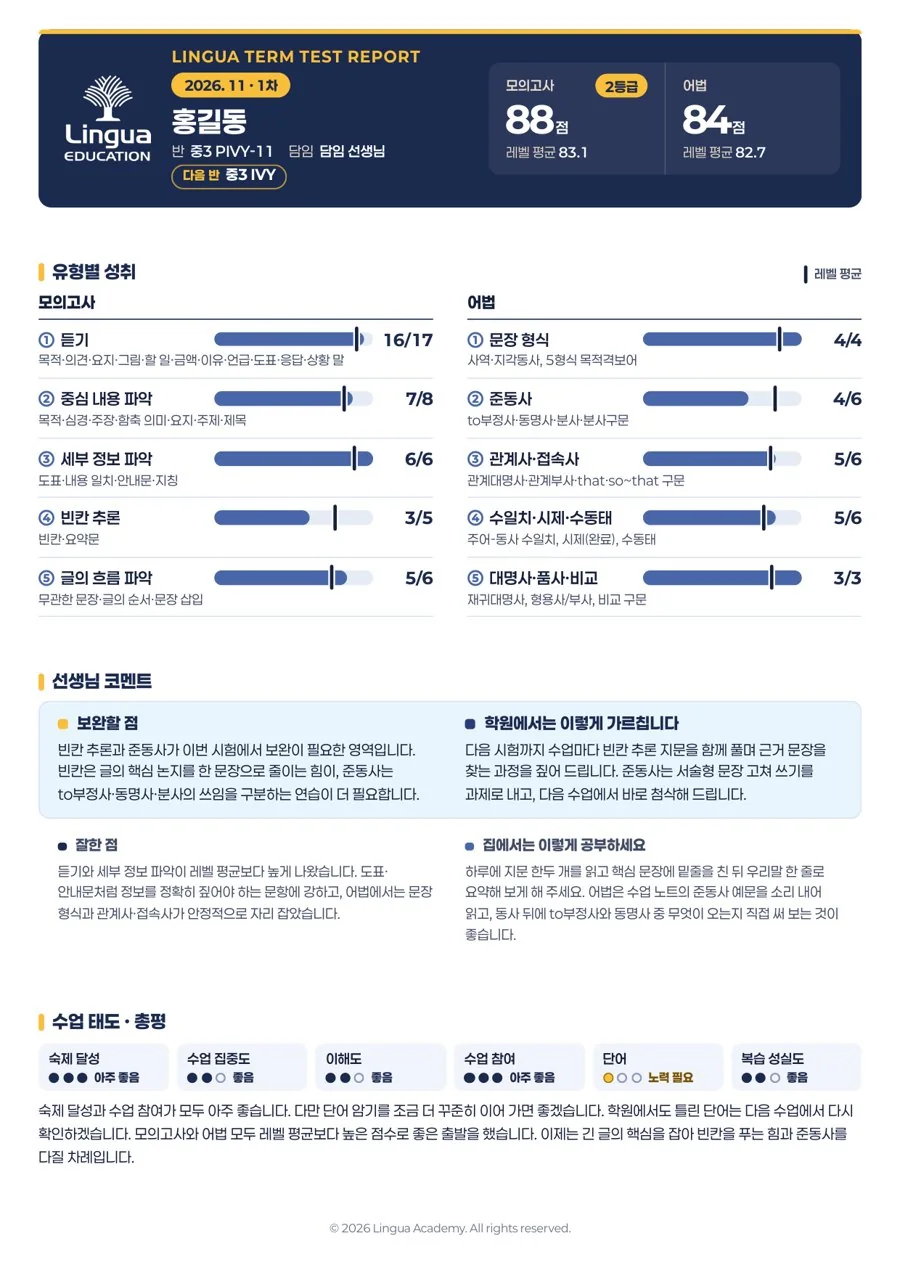 LINGUA TERM TEST REPORT
2026. 11 · 1차
홍길동
Lingua
EDUCATION
반 중3 PIVY-11 담임 담임 선생님
다음 반 중3 IVY
모의고사 2등급
88점
레벨 평균 83.1
어법
84점
레벨 평균 82.7
유형별 성취
레벨 평균
모의고사
① 듣기 16/17
목적·의견·요지·그림·할 일·금액·이유·언급·도표·응답·상황 말
② 중심 내용 파악 7/8
목적·심경·주장·함축 의미·요지·주제·제목
③ 세부 정보 파악 6/6
도표·내용 일치·안내문·지칭
④ 빈칸 추론 3/5
빈칸·요약문
⑤ 글의 흐름 파악 5/6
무관한 문장·글의 순서·문장 삽입
어법
① 문장 형식 4/4
사역·지각동사, 5형식 목적격보어
② 준동사 4/6
to부정사·동명사·분사·분사구문
③ 관계사·접속사 5/6
관계대명사·관계부사·that·so~that 구문
④ 수일치·시제·수동태 5/6
주어-동사 수일치, 시제(완료), 수동태
⑤ 대명사·품사·비교 3/3
재귀대명사, 형용사/부사, 비교 구문
선생님 코멘트
보완할 점
빈칸 추론과 준동사가 이번 시험에서 보완이 필요한 영역입니다.
빈칸은 글의 핵심 논지를 한 문장으로 줄이는 힘이, 준동사는
to부정사·동명사·분사의 쓰임을 구분하는 연습이 더 필요합니다.
학원에서는 이렇게 가르칩니다
다음 시험까지 수업마다 빈칸 추론 지문을 함께 풀며 근거 문장을
찾는 과정을 짚어 드립니다. 준동사는 서술형 문장 고쳐 쓰기를
과제로 내고, 다음 수업에서 바로 첨삭해 드립니다.
잘한 점
듣기와 세부 정보 파악이 레벨 평균보다 높게 나왔습니다. 도표·
안내문처럼 정보를 정확히 짚어야 하는 문항에 강하고, 어법에서는 문장
형식과 관계사·접속사가 안정적으로 자리 잡았습니다.
집에서는 이렇게 공부하세요
하루에 지문 한두 개를 읽고 핵심 문장에 밑줄을 친 뒤 우리말 한 줄로
요약해 보게 해 주세요. 어법은 수업 노트의 준동사 예문을 소리 내어
읽고, 동사 뒤에 to부정사와 동명사 중 무엇이 오는지 직접 써 보는 것이
좋습니다.
수업 태도 · 총평
숙제 달성
아주 좋음
수업 집중도
좋음
이해도
좋음
수업 참여
아주 좋음
단어
노력 필요
복습 성실도
좋음
숙제 달성과 수업 참여가 모두 아주 좋습니다. 다만 단어 암기를 조금 더 꾸준히 이어 가면 좋겠습니다. 학원에서도 틀린 단어는 다음 수업에서 다시
확인하겠습니다. 모의고사와 어법 모두 레벨 평균보다 높은 점수로 좋은 출발을 했습니다. 이제는 긴 글의 핵심을 잡아 빈칸을 푸는 힘과 준동사를
다질 차례입니다.
© 2026 Lingua Academy. All rights reserved.